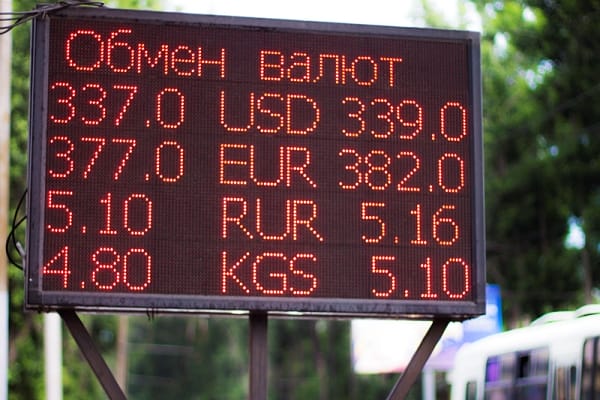 Обмен валют
337.0 USD 339.0
377.0 EUR 382.0
5.10 RUR 5.16
4.80 KGS 5.10